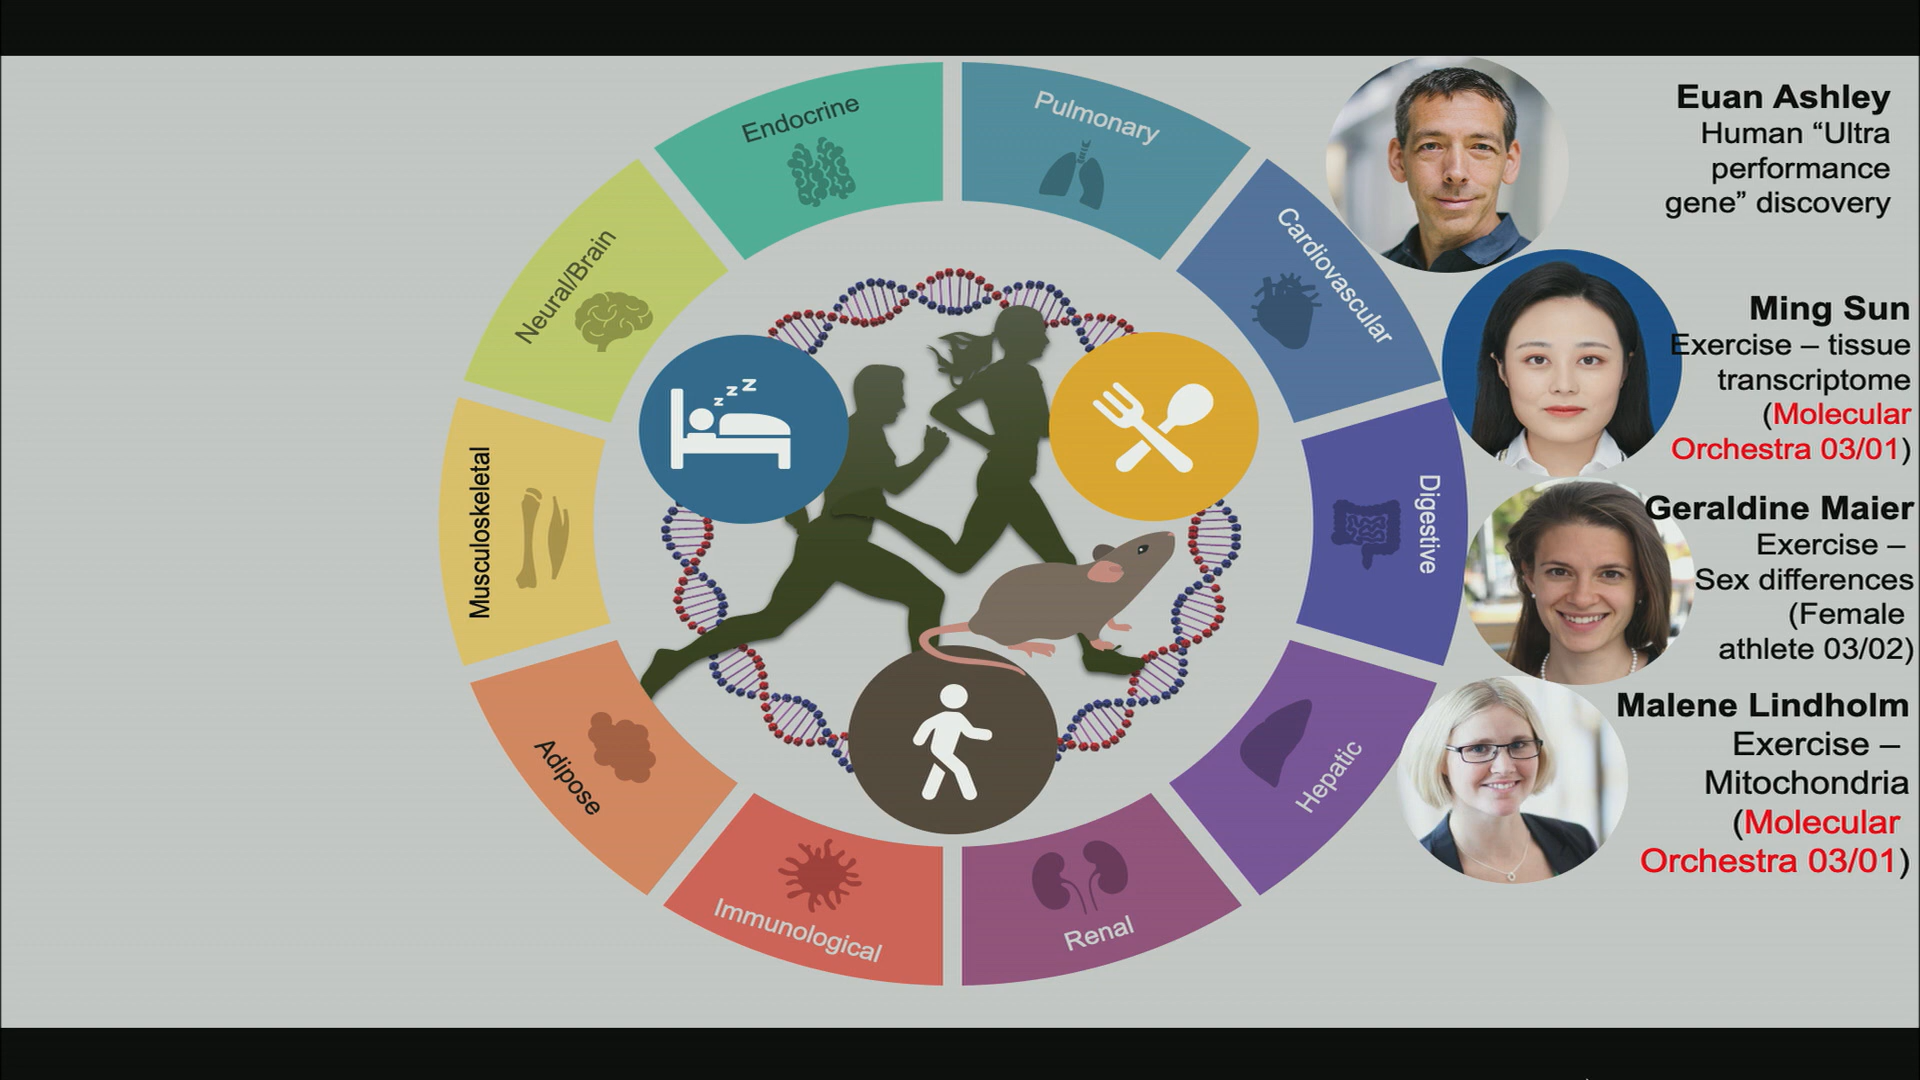 Endocrine
Pulmonary
Neural/Brain
Cardiovascular
Musculoskeletal
Digestive
Adipose
Hepatic
Immunological
Renal
z z z
Euan Ashley
Human “Ultra
performance
gene” discovery
Ming Sun
Exercise – tissue
transcriptome
(Molecular
Orchestra 03/01)
Geraldine Maier
Exercise –
Sex differences
(Female
athlete 03/02)
Malene Lindholm
Exercise –
Mitochondria
(Molecular
Orchestra 03/01)